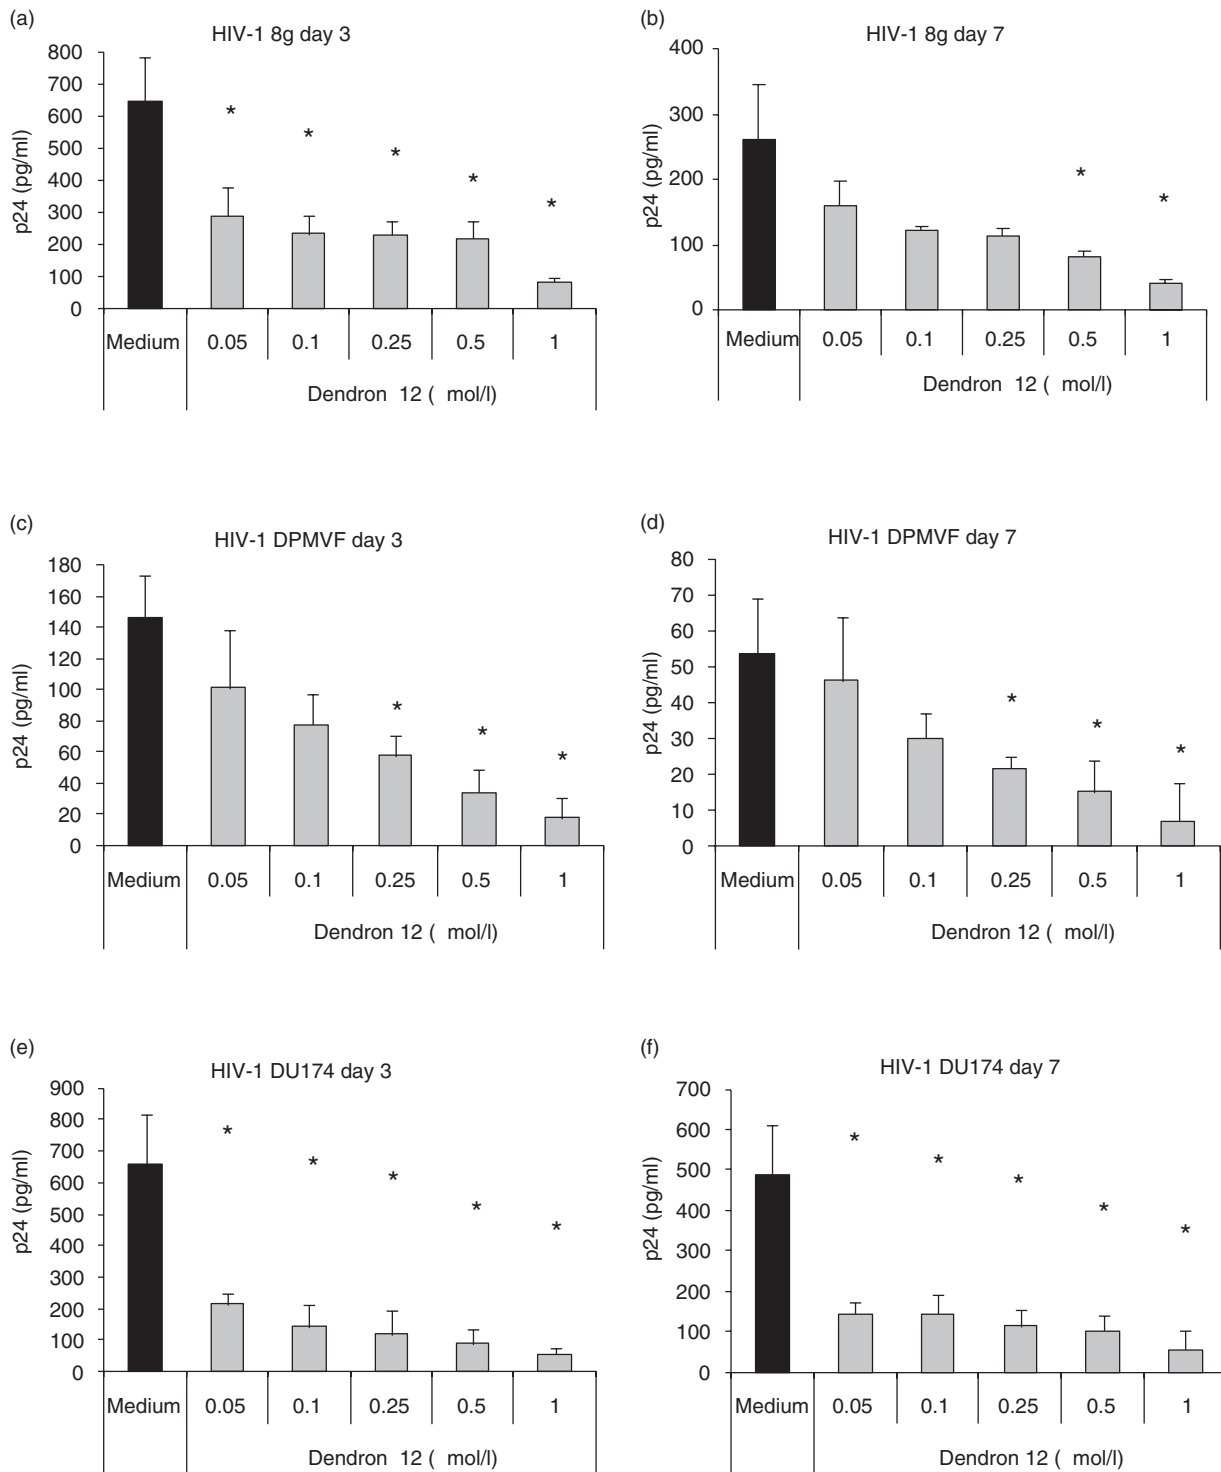 (a)
HIV-1 8g day 3
800
700
600
500
400
300
200
100
0
p24 (pg/ml)
* * * * *
Medium 0.05 0.1 0.25 0.5 1
Dendron 12 ( mol/l)
(b)
HIV-1 8g day 7
400
300
200
100
0
p24 (pg/ml)
* *
Medium 0.05 0.1 0.25 0.5 1
Dendron 12 ( mol/l)
(c)
HIV-1 DPMVF day 3
180
160
140
120
100
80
60
40
20
0
p24 (pg/ml)
* * *
Medium 0.05 0.1 0.25 0.5 1
Dendron 12 ( mol/l)
(d)
HIV-1 DPMVF day 7
80
70
60
50
40
30
20
10
0
p24 (pg/ml)
* * *
Medium 0.05 0.1 0.25 0.5 1
Dendron 12 ( mol/l)
(e)
HIV-1 DU174 day 3
900
800
700
600
500
400
300
200
100
0
p24 (pg/ml)
* * * * *
Medium 0.05 0.1 0.25 0.5 1
Dendron 12 ( mol/l)
(f)
HIV-1 DU174 day 7
700
600
500
400
300
200
100
0
p24 (pg/ml)
* * * * *
Medium 0.05 0.1 0.25 0.5 1
Dendron 12 ( mol/l)